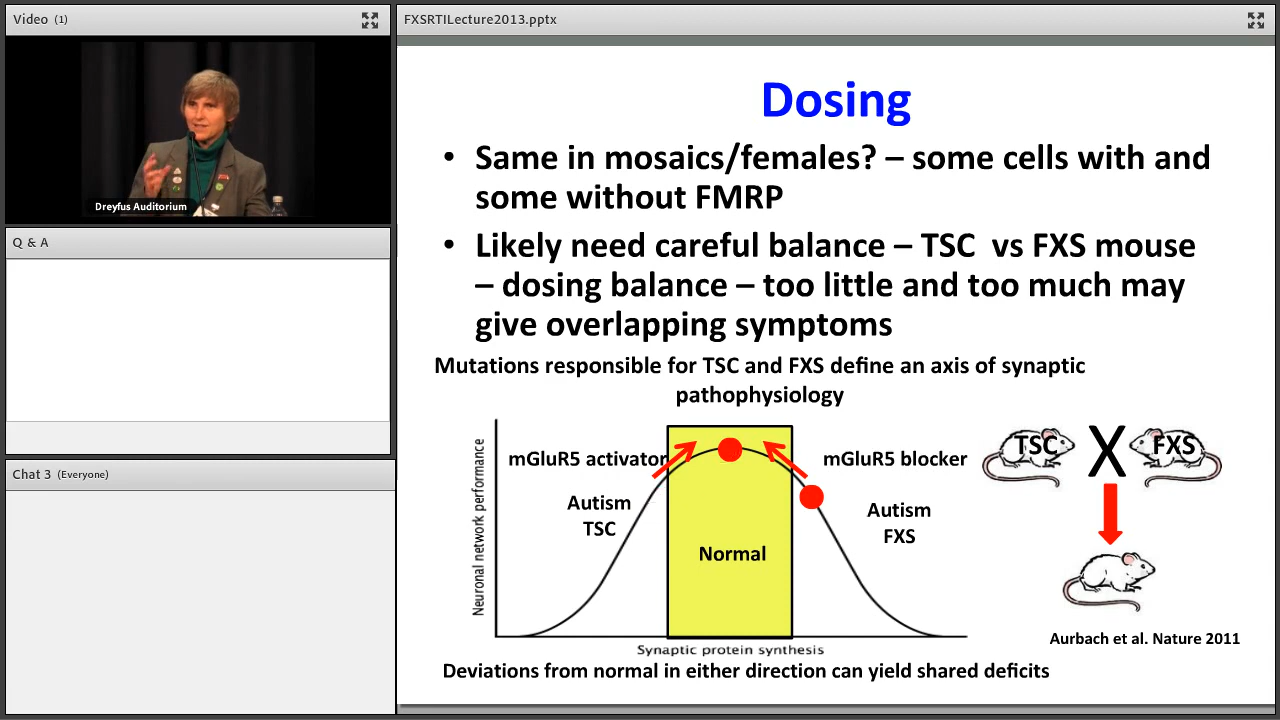 Video (1)
Dreyfus Auditorium
Q & A
Chat 3 (Everyone)
FXSRTILecture2013.pptx
Dosing
• Same in mosaics/females? – some cells with and
some without FMRP
• Likely need careful balance – TSC vs FXS mouse
– dosing balance – too little and too much may
give overlapping symptoms
Mutations responsible for TSC and FXS define an axis of synaptic
pathophysiology
Neuronal network performance
mGluR5 activator
mGluR5 blocker
Autism
TSC
Normal
Autism
FXS
Synaptic protein synthesis
TSC X FXS
Aurbach et al. Nature 2011
Deviations from normal in either direction can yield shared deficits